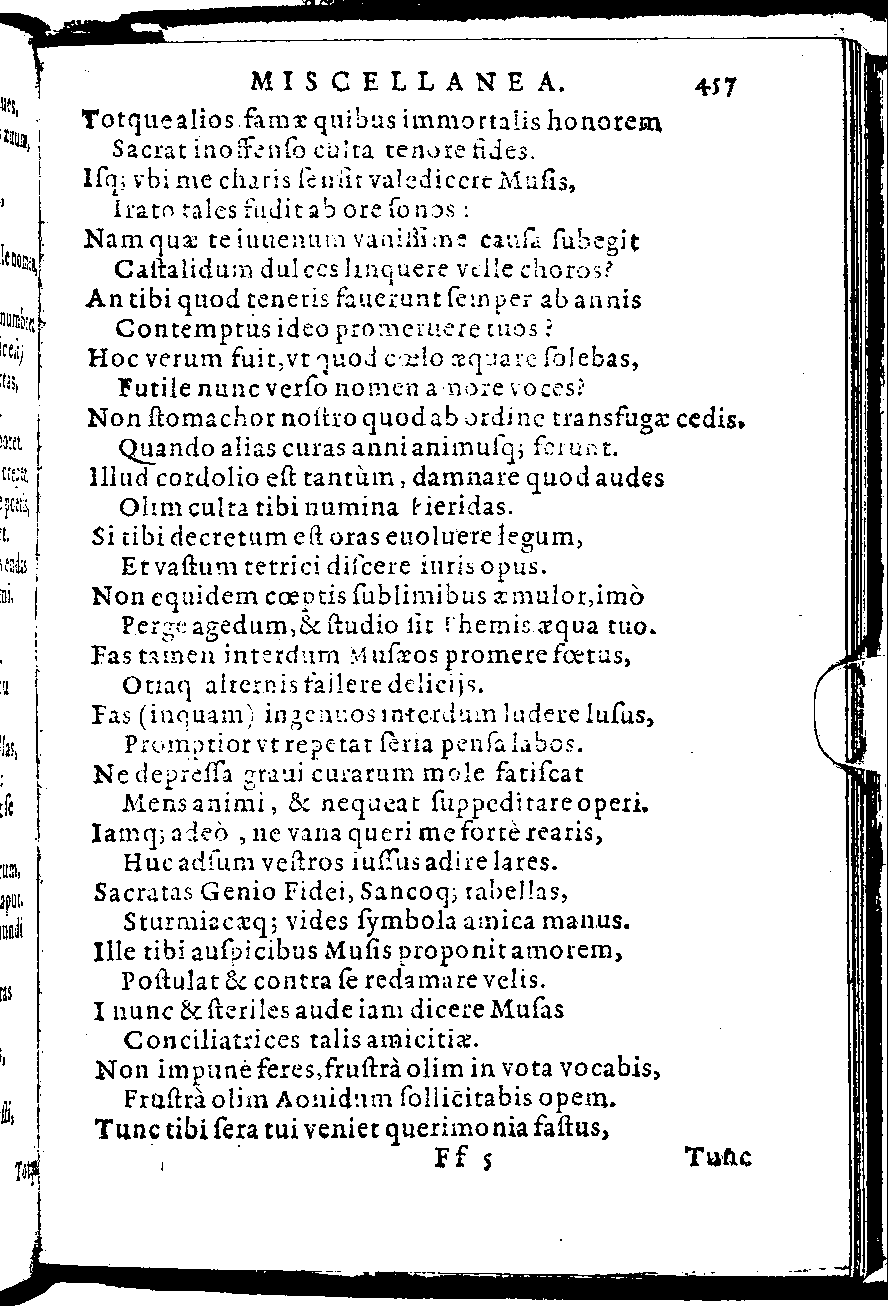 MISCELLANEA. 457
Totque alios famæ quibus immortalis honorem
Sacrat inoffenſo culta tenore fides.
Iſq; vbi me charis ſenſit valedicere Muſis,
Irato tales fudit ab ore ſonos :
Nam quæ te iuuenum vaniſſime cauſa ſubegit
Caſtalidum dulces linquere velle choros?
An tibi quod teneris fauerunt ſemper ab annis
Contemptus ideo promeruere tuos ?
Hoc verum fuit, vt quod cœlo æquare ſolebas,
Futile nunc verſo nomen amore voces?
Non ſtomachor noſtro quod ab ordine transfugæ cedis.
Quando alias curas anni animuſq; ferunt.
Illud cordolio eſt tantùm, damnare quod audes
Olim culta tibi numina Pieridas.
Si tibi decretum eſt oras euoluere legum,
Et vaſtum tetrici diſcere iuris opus.
Non equidem cœptis ſublimibus æmulor, imò
Perge agedum, & ſtudio ſit Themis æqua tuo.
Fas tamen interdum Muſæos promere fœtus,
Otiaq alternis fallere delicijs.
Fas (inquam) ingenuos interdum ludere luſus,
Promptior vt repetat ſeria penſa labos.
Ne depreſſa graui curarum mole fatiſcat
Mens animi, & nequeat ſuppeditare operi.
Iamq; adeò, ne vana queri me fortè rearis,
Huc adſum veſtros iuſſus adire lares.
Sacratas Genio Fidei, Sancoq; tabellas,
Sturmiacæq; vides ſymbola amica manus.
Ille tibi auſpicibus Muſis proponit amorem,
Poſtulat & contra ſe redamare velis.
I nunc & ſteriles aude iam dicere Muſas
Conciliatrices talis amicitiæ.
Non impunè feres, fruſtrà olim in vota vocabis,
Fruſtrà olim Aonidum ſollicitabis opem.
Tunc tibi ſera tui veniet querimonia faſtus,
Ff 5 Tunc